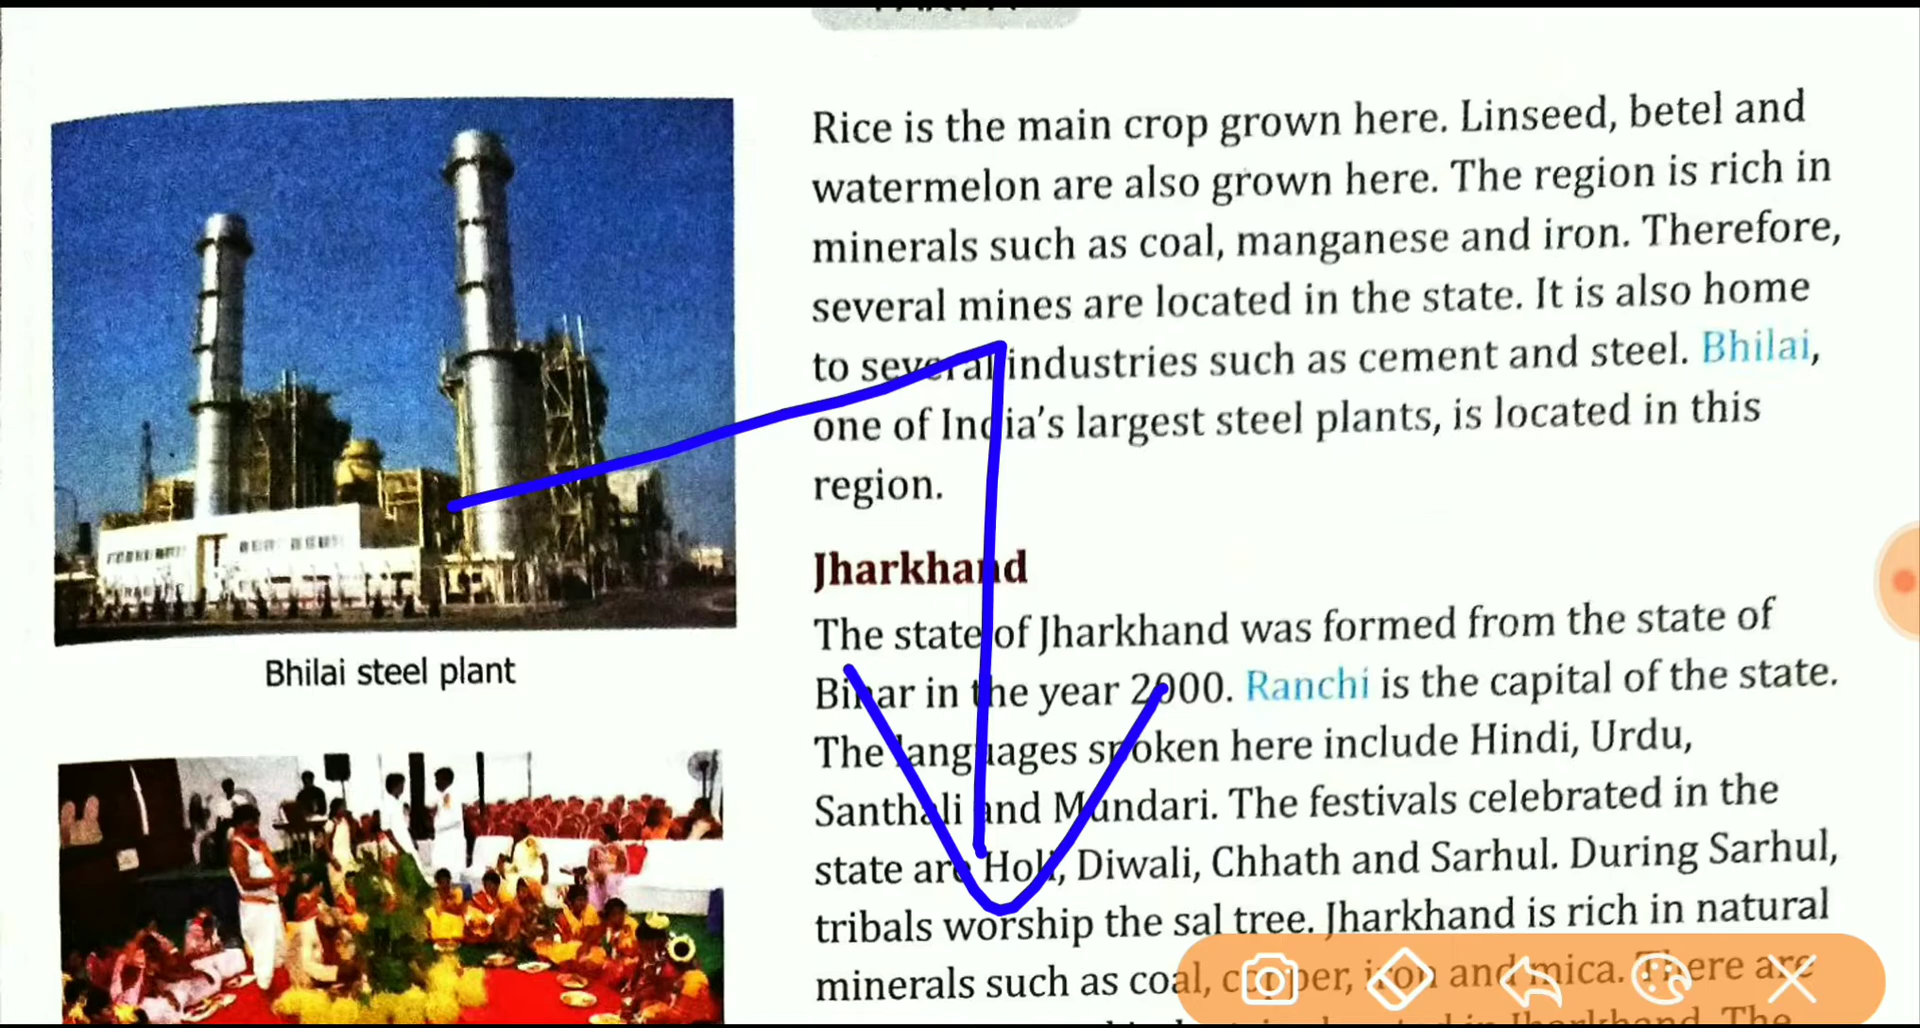 Rice is the main crop grown here. Linseed, betel and
watermelon are also grown here. The region is rich in
minerals such as coal, manganese and iron. Therefore,
several mines are located in the state. It is also home
to several industries such as cement and steel. Bhilai,
one of India's largest steel plants, is located in this
region.
Bhilai steel plant
Jharkhand
The state of Jharkhand was formed from the state of
Bihar in the year 2000. Ranchi is the capital of the state.
The languages spoken here include Hindi, Urdu,
Santhali and Mundari. The festivals celebrated in the
state are Holi, Diwali, Chhath and Sarhul. During Sarhul,
tribals worship the sal tree. Jharkhand is rich in natural
minerals such as coal, copper, iron and mica. There are
Jharkhand. The